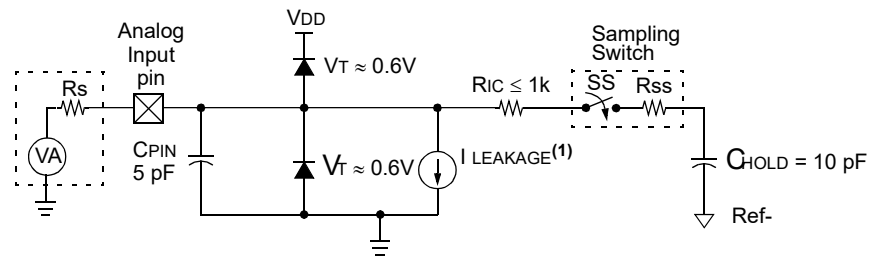 VDD
Analog
Input
pin
VT ≈ 0.6V
Sampling
Switch
RIC ≤ 1k
SS
Rss
Rs
VA
CPIN
5 pF
VT ≈ 0.6V
I LEAKAGE(1)
CHOLD = 10 pF
Ref-